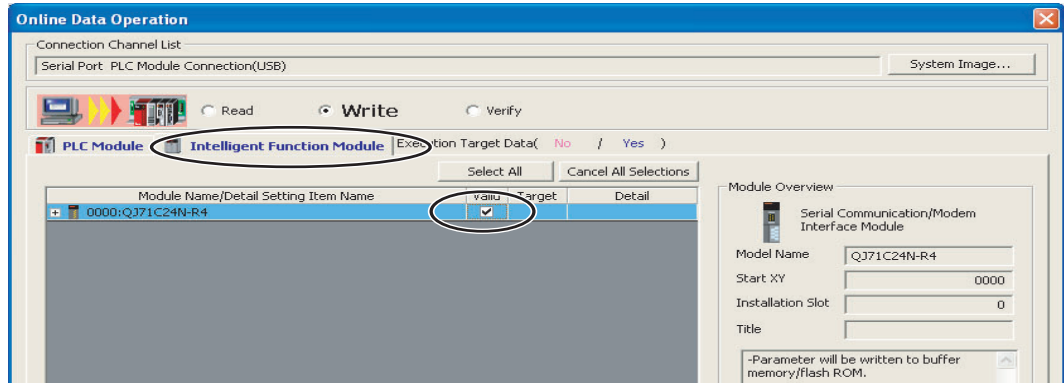 Online Data Operation
Connection Channel List
Serial Port PLC Module Connection(USB)
System Image...
Read
Write
Verify
PLC Module
Intelligent Function Module
Execution Target Data( No / Yes )
Select All
Cancel All Selections
Module Name/Detail Setting Item Name
Valid
Target
Detail
0000:QJ71C24N-R4
Module Overview
Serial Communication/Modem
Interface Module
Model Name
QJ71C24N-R4
Start XY
0000
Installation Slot
0
Title
-Parameter will be written to buffer
memory/flash ROM.